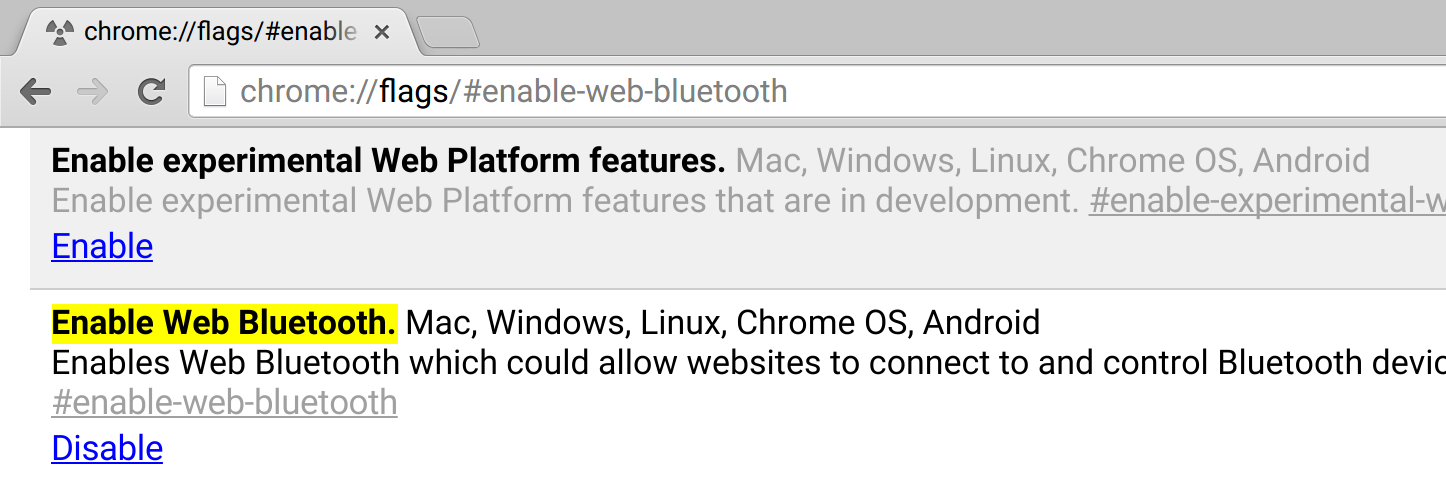 chrome://flags/#enable
chrome://flags/#enable-web-bluetooth
Enable experimental Web Platform features. Mac, Windows, Linux, Chrome OS, Android
Enable experimental Web Platform features that are in development. #enable-experimental-w
Enable
Enable Web Bluetooth. Mac, Windows, Linux, Chrome OS, Android
Enables Web Bluetooth which could allow websites to connect to and control Bluetooth devic
#enable-web-bluetooth
Disable